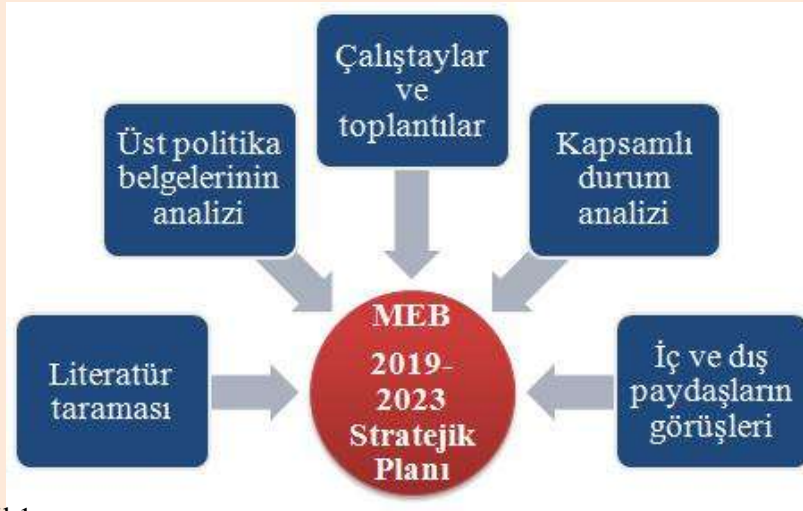 Çalıştaylar
ve
toplantılar
Üst politika
belgelerinin
analizi
Kapsamlı
durum
analizi
Literatür
taraması
MEB
2019-
2023
Stratejik
Planı
İç ve dış
paydaşların
görüşleri